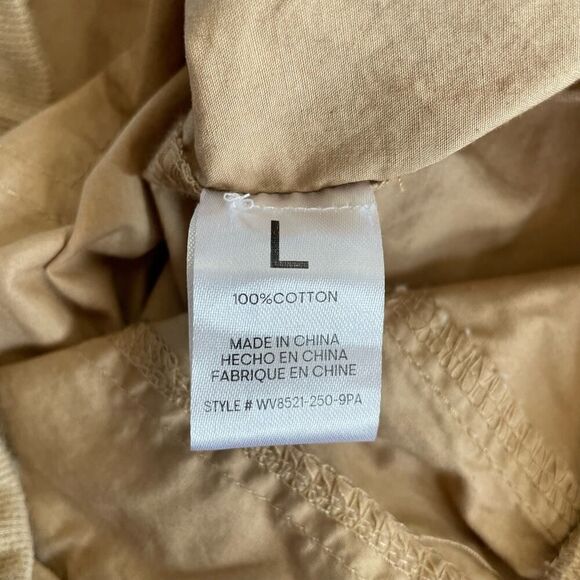 L
100%COTTON
MADE IN CHINA
HECHO EN CHINA
FABRIQUE EN CHINE
STYLE # WV8521-250-9PA